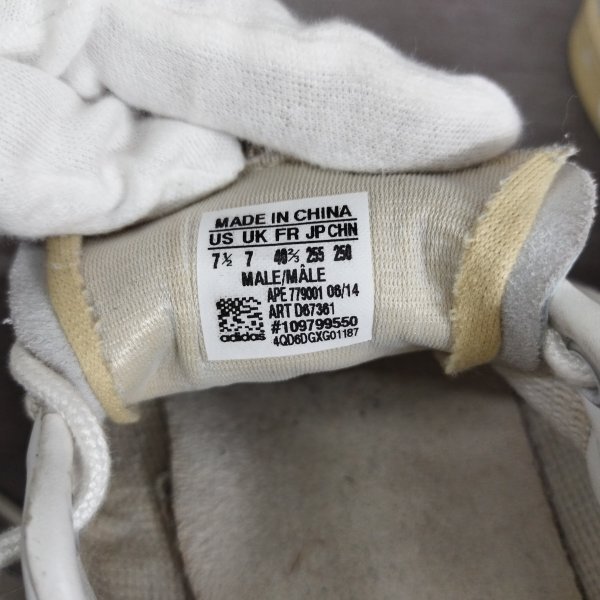 MADE IN CHINA
US UK FR JP CHN
7½ 7 40⅔ 255 250
MALE/MÂLE
APE 779001 06/14
ART D67361
#109799550
4QD6DGXG01187
adidas